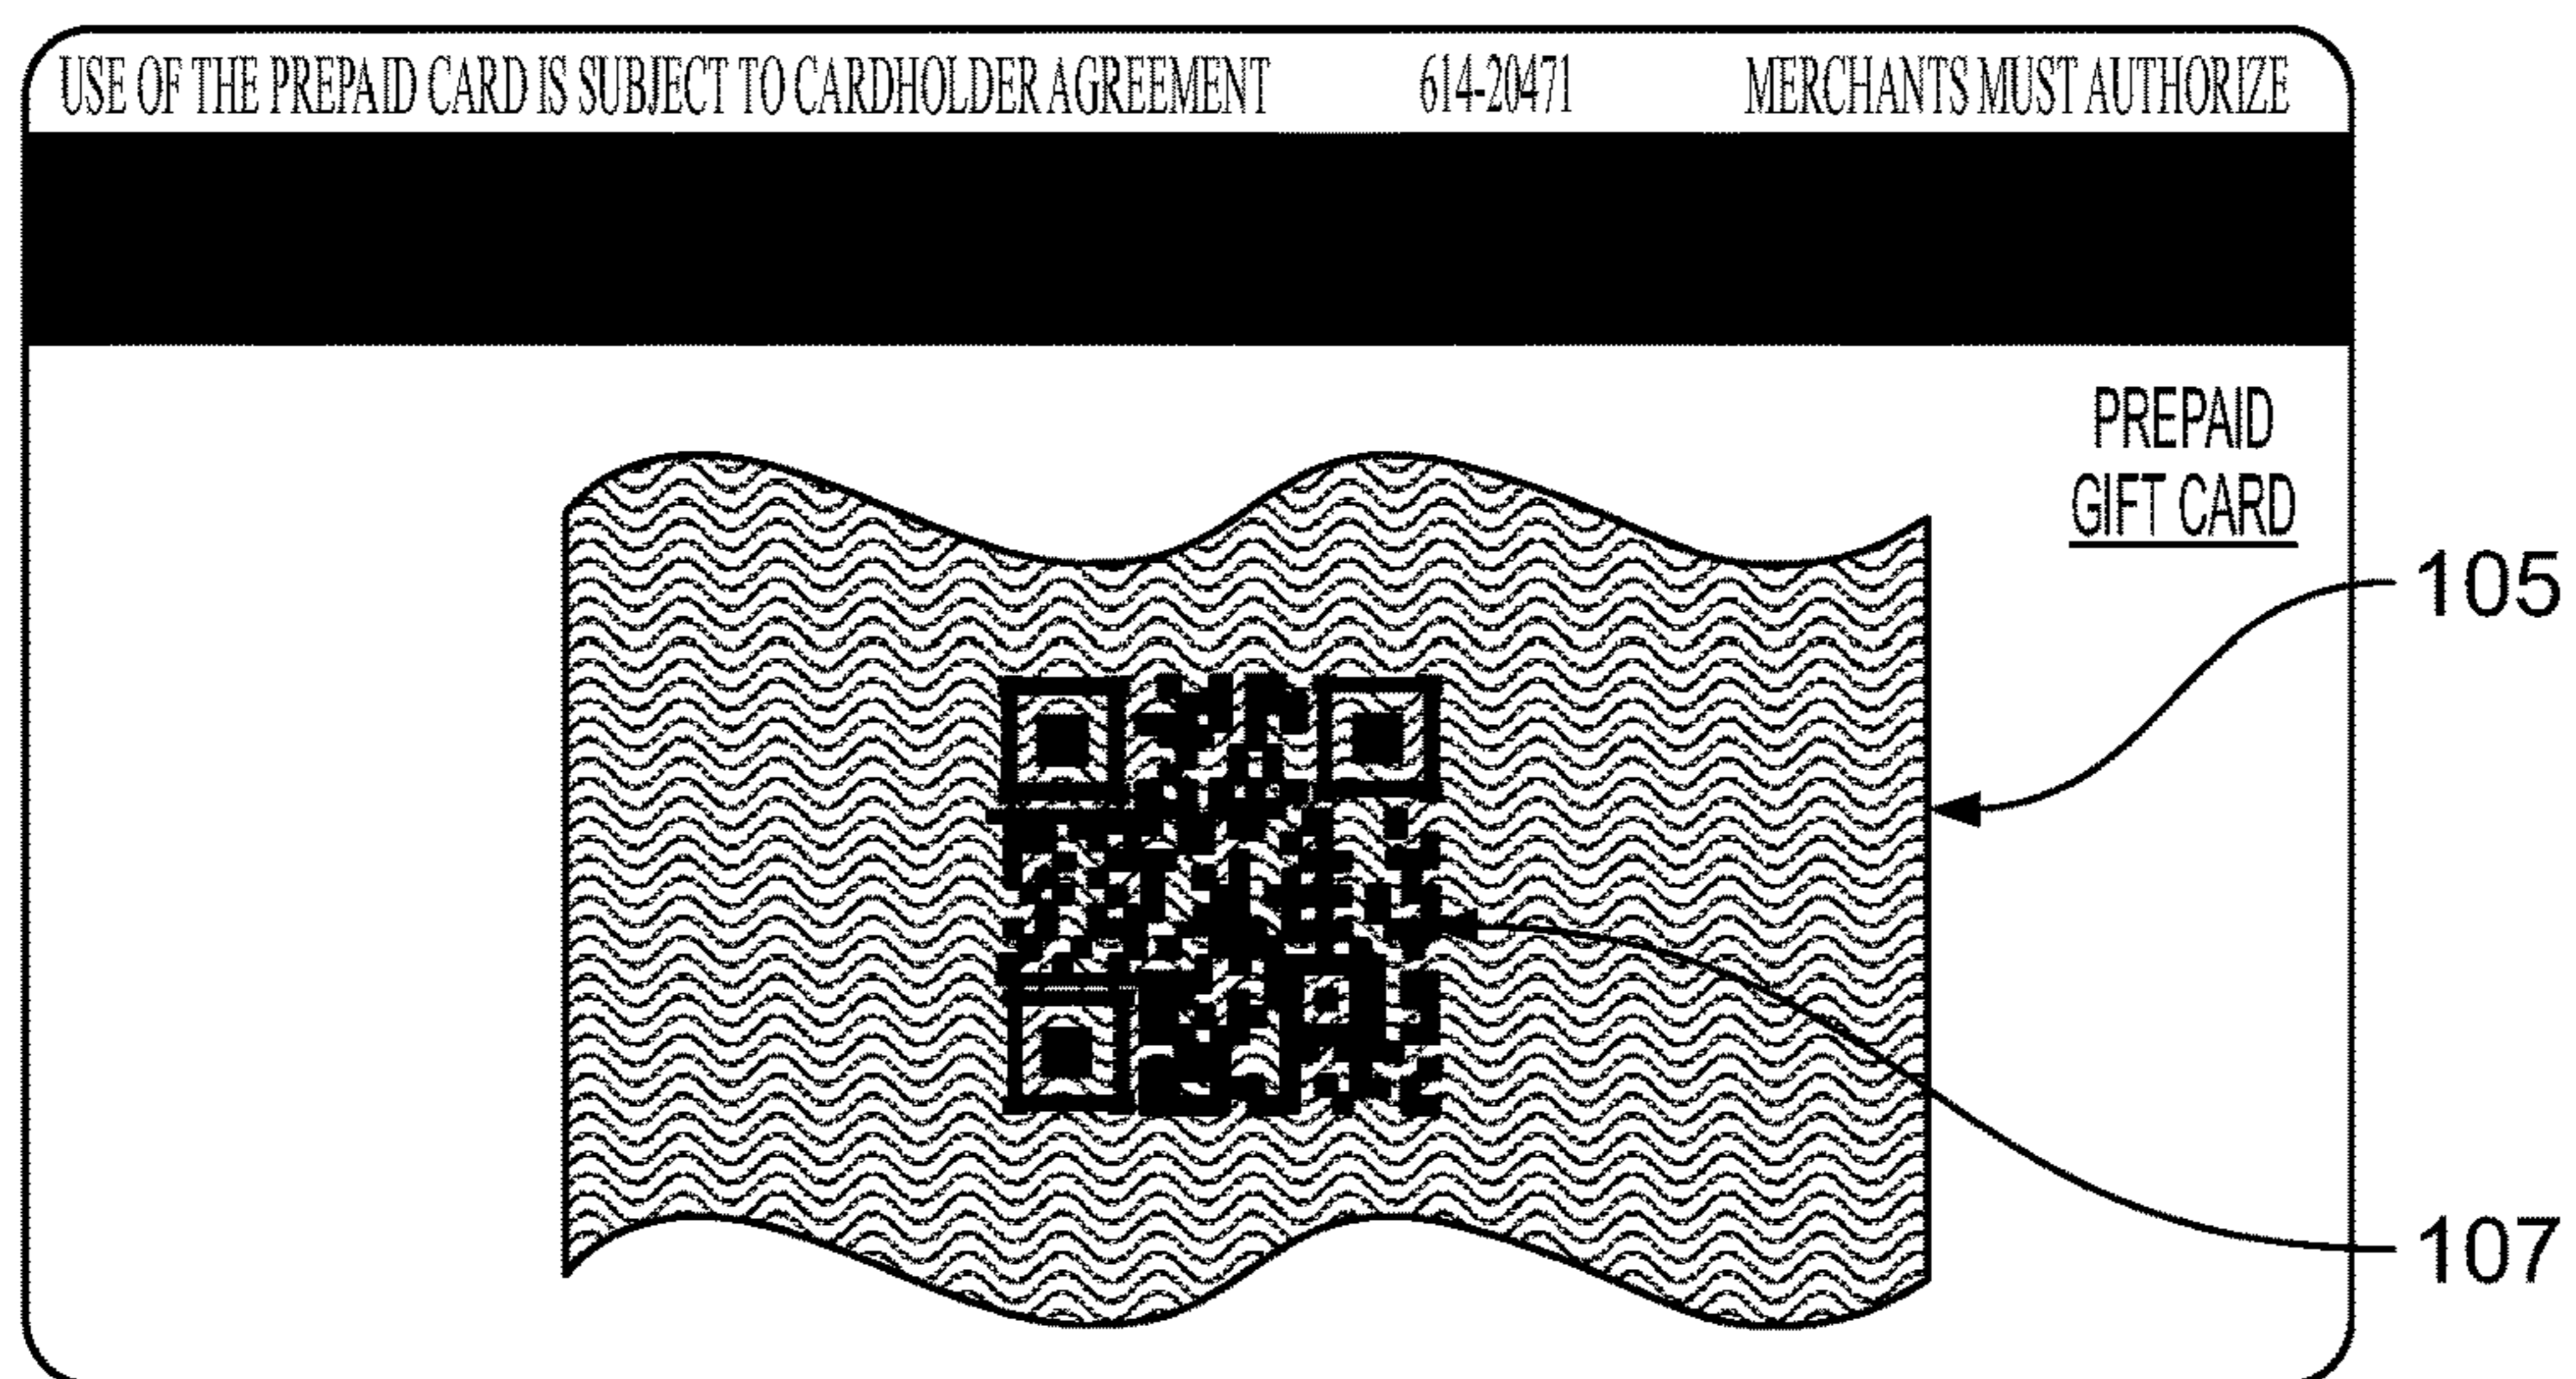 USE OF THE PREPAID CARD IS SUBJECT TO CARDHOLDER AGREEMENT 614-20471 MERCHANTS MUST AUTHORIZE
PREPAID
GIFT CARD
105
107